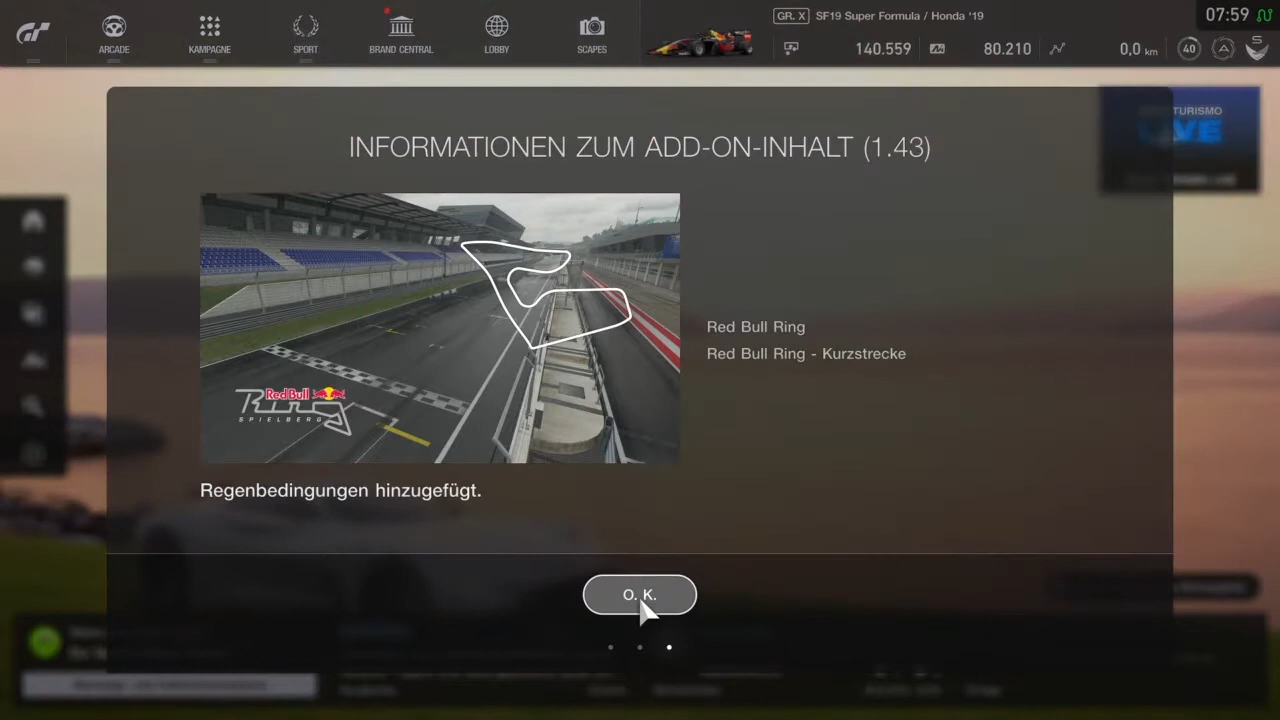 GR. X SF19 Super Formula / Honda '19
07:59
ARCADE
KAMPAGNE
SPORT
BRAND CENTRAL
LOBBY
SCAPES
140.559
80.210
0,0 km
40
A
S
TURISMO
INFORMATIONEN ZUM ADD-ON-INHALT (1.43)
Red Bull Ring
Red Bull Ring - Kurzstrecke
Red Bull
Ring
SPIELBERG
Regenbedingungen hinzugefügt.
O. K.